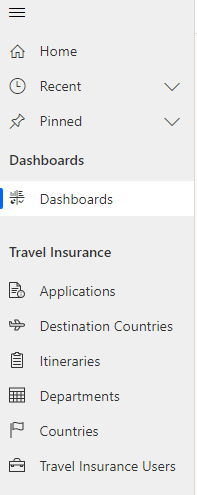 Home
Recent
Pinned
Dashboards
Dashboards
Travel Insurance
Applications
Destination Countries
Itineraries
Departments
Countries
Travel Insurance Users